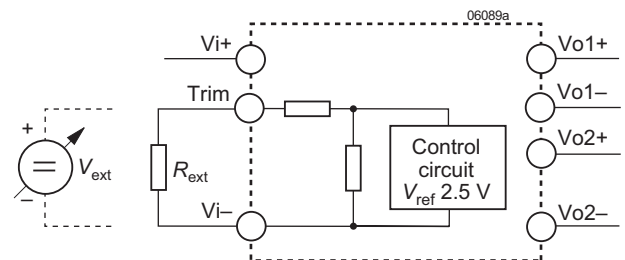 06089a
Vi+
Vo1+
Trim
Vo1–
+
Vext
Rext
Control
circuit
Vref 2.5 V
Vo2+
–
Vi–
Vo2–